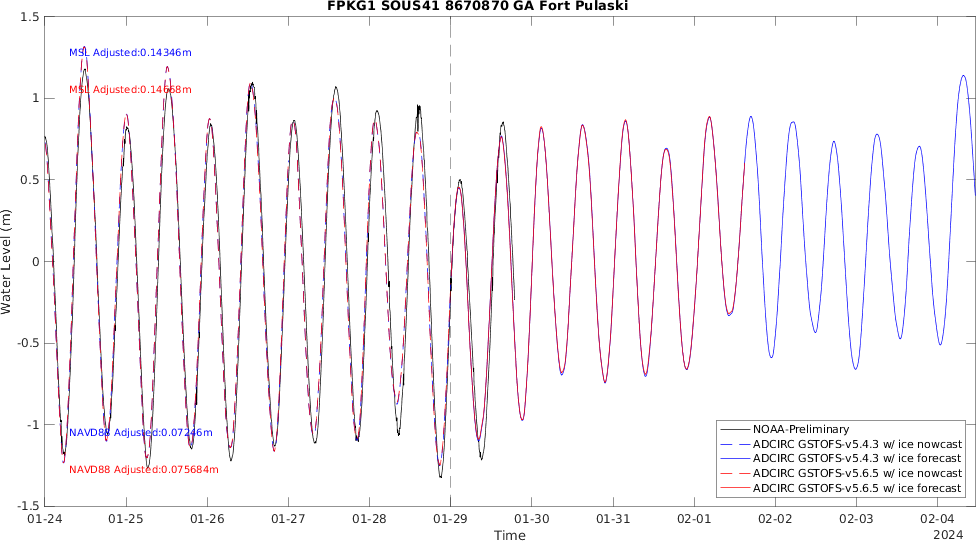 FPKG1 SOUS41 8670870 GA Fort Pulaski
1.5
1
0.5
0
-0.5
-1
-1.5
Water Level (m)
MSL Adjusted:0.14346m
MSL Adjusted:0.14668m
NAVD88 Adjusted:0.07246m
NAVD88 Adjusted:0.075684m
NOAA-Preliminary
ADCIRC GSTOFS-v5.4.3 w/ ice nowcast
ADCIRC GSTOFS-v5.4.3 w/ ice forecast
ADCIRC GSTOFS-v5.6.5 w/ ice nowcast
ADCIRC GSTOFS-v5.6.5 w/ ice forecast
01-24 01-25 01-26 01-27 01-28 01-29 01-30 01-31 02-01 02-02 02-03 02-04
Time
2024